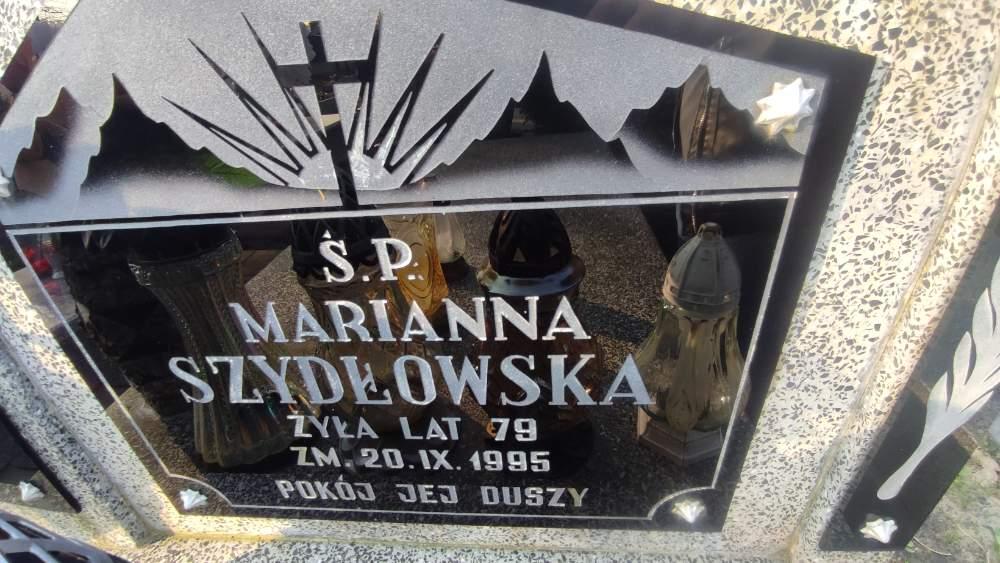 Ś.P.
MARIANNA
SZYDŁOWSKA
ŻYŁA LAT 79
ZM. 20.IX.1995
POKÓJ JEJ DUSZY